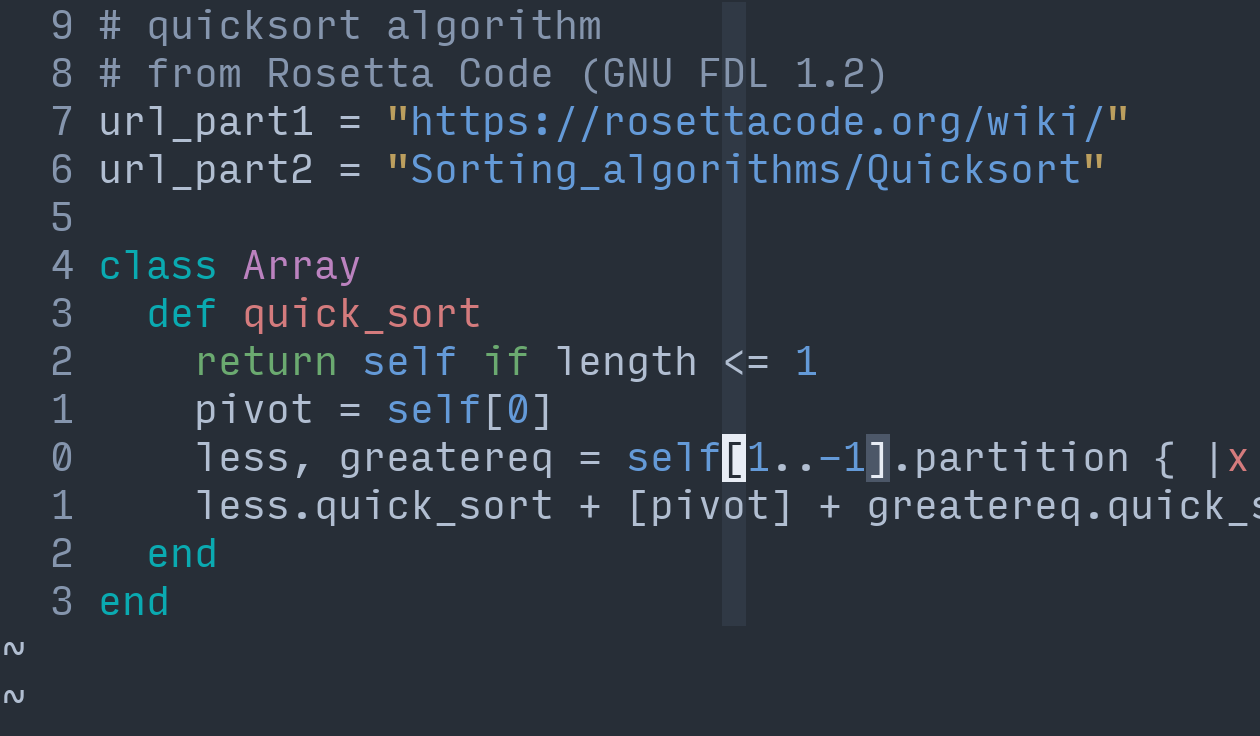 9 # quicksort algorithm
8 # from Rosetta Code (GNU FDL 1.2)
7 url_part1 = "https://rosettacode.org/wiki/"
6 url_part2 = "Sorting_algorithms/Quicksort"
5
4 class Array
3   def quick_sort
2     return self if length <= 1
1     pivot = self[0]
0     less, greatereq = self[1..-1].partition { |x
1     less.quick_sort + [pivot] + greatereq.quick_s
2   end
3 end
~
~